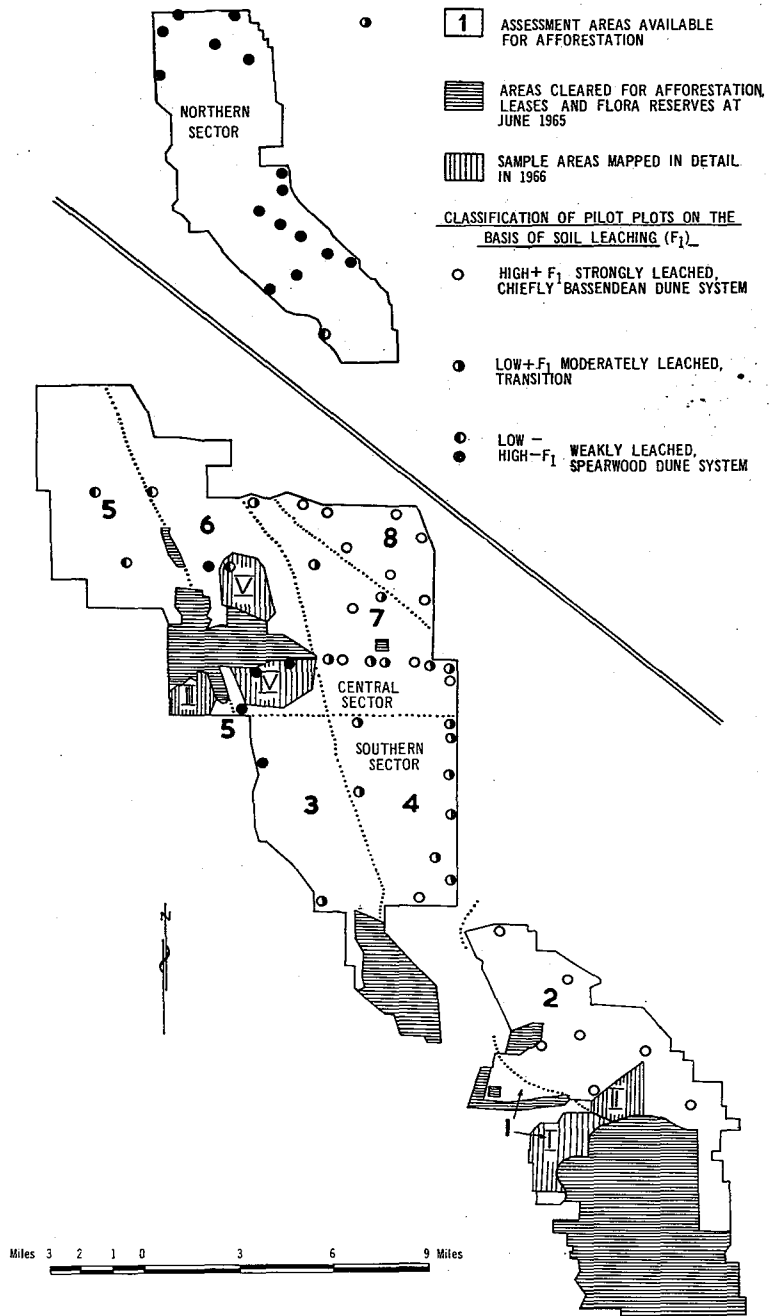 1 ASSESSMENT AREAS AVAILABLE
FOR AFFORESTATION
AREAS CLEARED FOR AFFORESTATION,
LEASES AND FLORA RESERVES AT
JUNE 1965
SAMPLE AREAS MAPPED IN DETAIL
IN 1966
CLASSIFICATION OF PILOT PLOTS ON THE
BASIS OF SOIL LEACHING (F1)
HIGH+ F1 STRONGLY LEACHED,
CHIEFLY BASSENDEAN DUNE SYSTEM
LOW+F1 MODERATELY LEACHED,
TRANSITION
LOW –
HIGH–F1 WEAKLY LEACHED,
SPEARWOOD DUNE SYSTEM
NORTHERN
SECTOR
5
6
8
7
V
CENTRAL
SECTOR
5
SOUTHERN
SECTOR
3
4
N
2
II
1
I
Miles 3 2 1 0 3 6 9 Miles